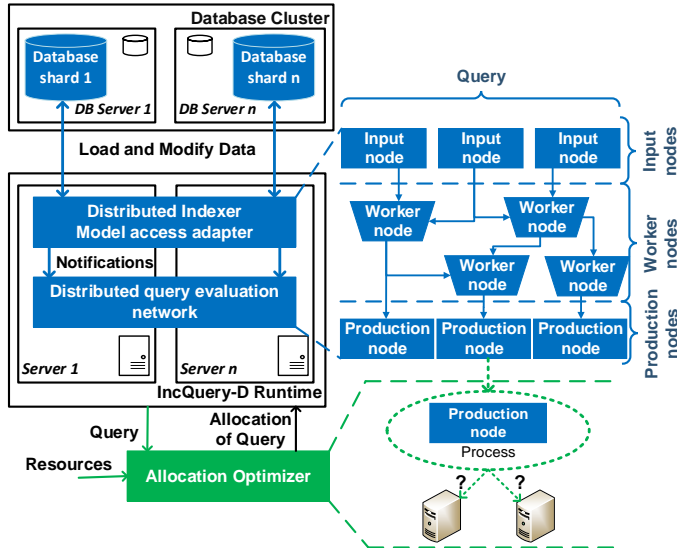 Database Cluster
Database
shard 1
DB Server 1
Database
shard n
DB Server n
Load and Modify Data
Distributed Indexer
Model access adapter
Notifications
Distributed query evaluation
network
Server 1
Server n
IncQuery-D Runtime
Query
Allocation
of Query
Resources
Allocation Optimizer
Query
Input
node
Input
node
Input
node
Input
nodes
Worker
node
Worker
node
Worker
node
Worker
node
Worker
nodes
Production
node
Production
node
Production
node
Production
nodes
Production
node
Process
?
?